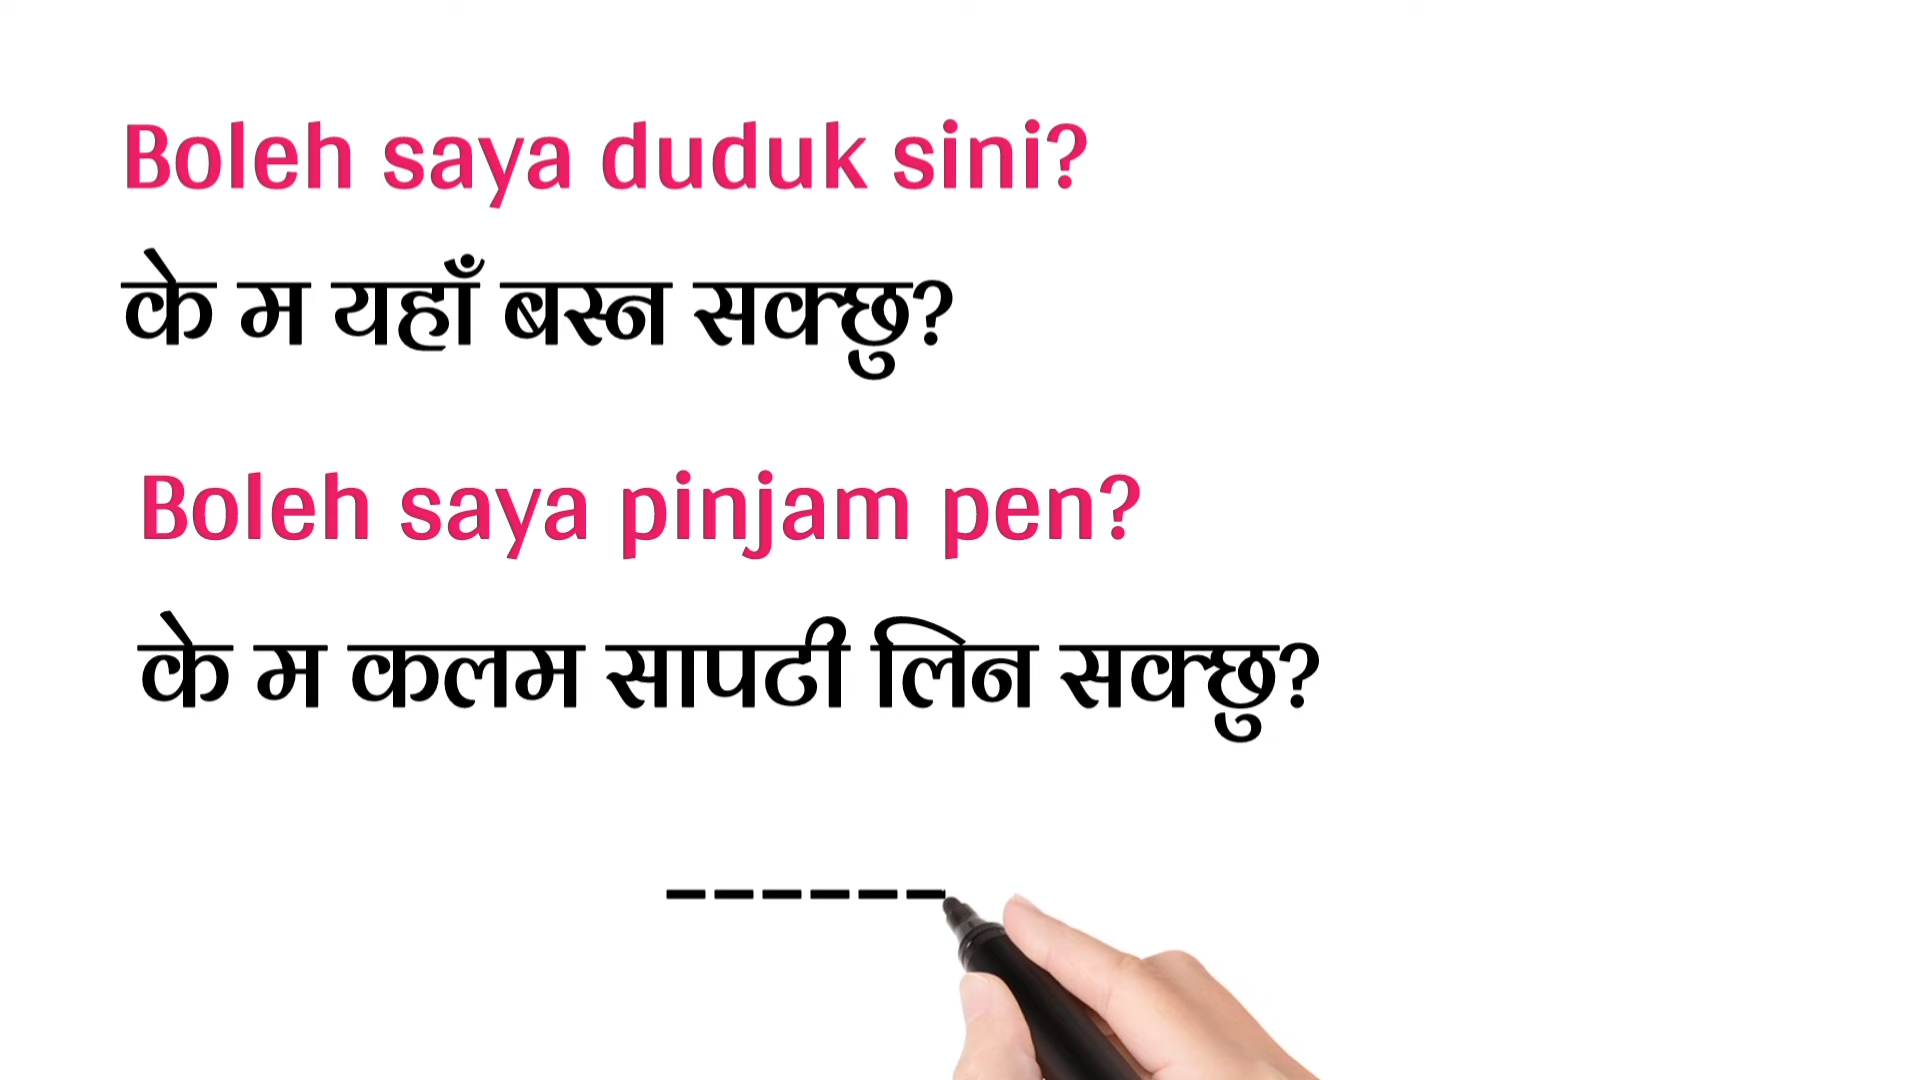 Boleh saya duduk sini?
के म यहाँ बस्न सक्छु?
Boleh saya pinjam pen?
के म कलम सापटी लिन सक्छु?
------